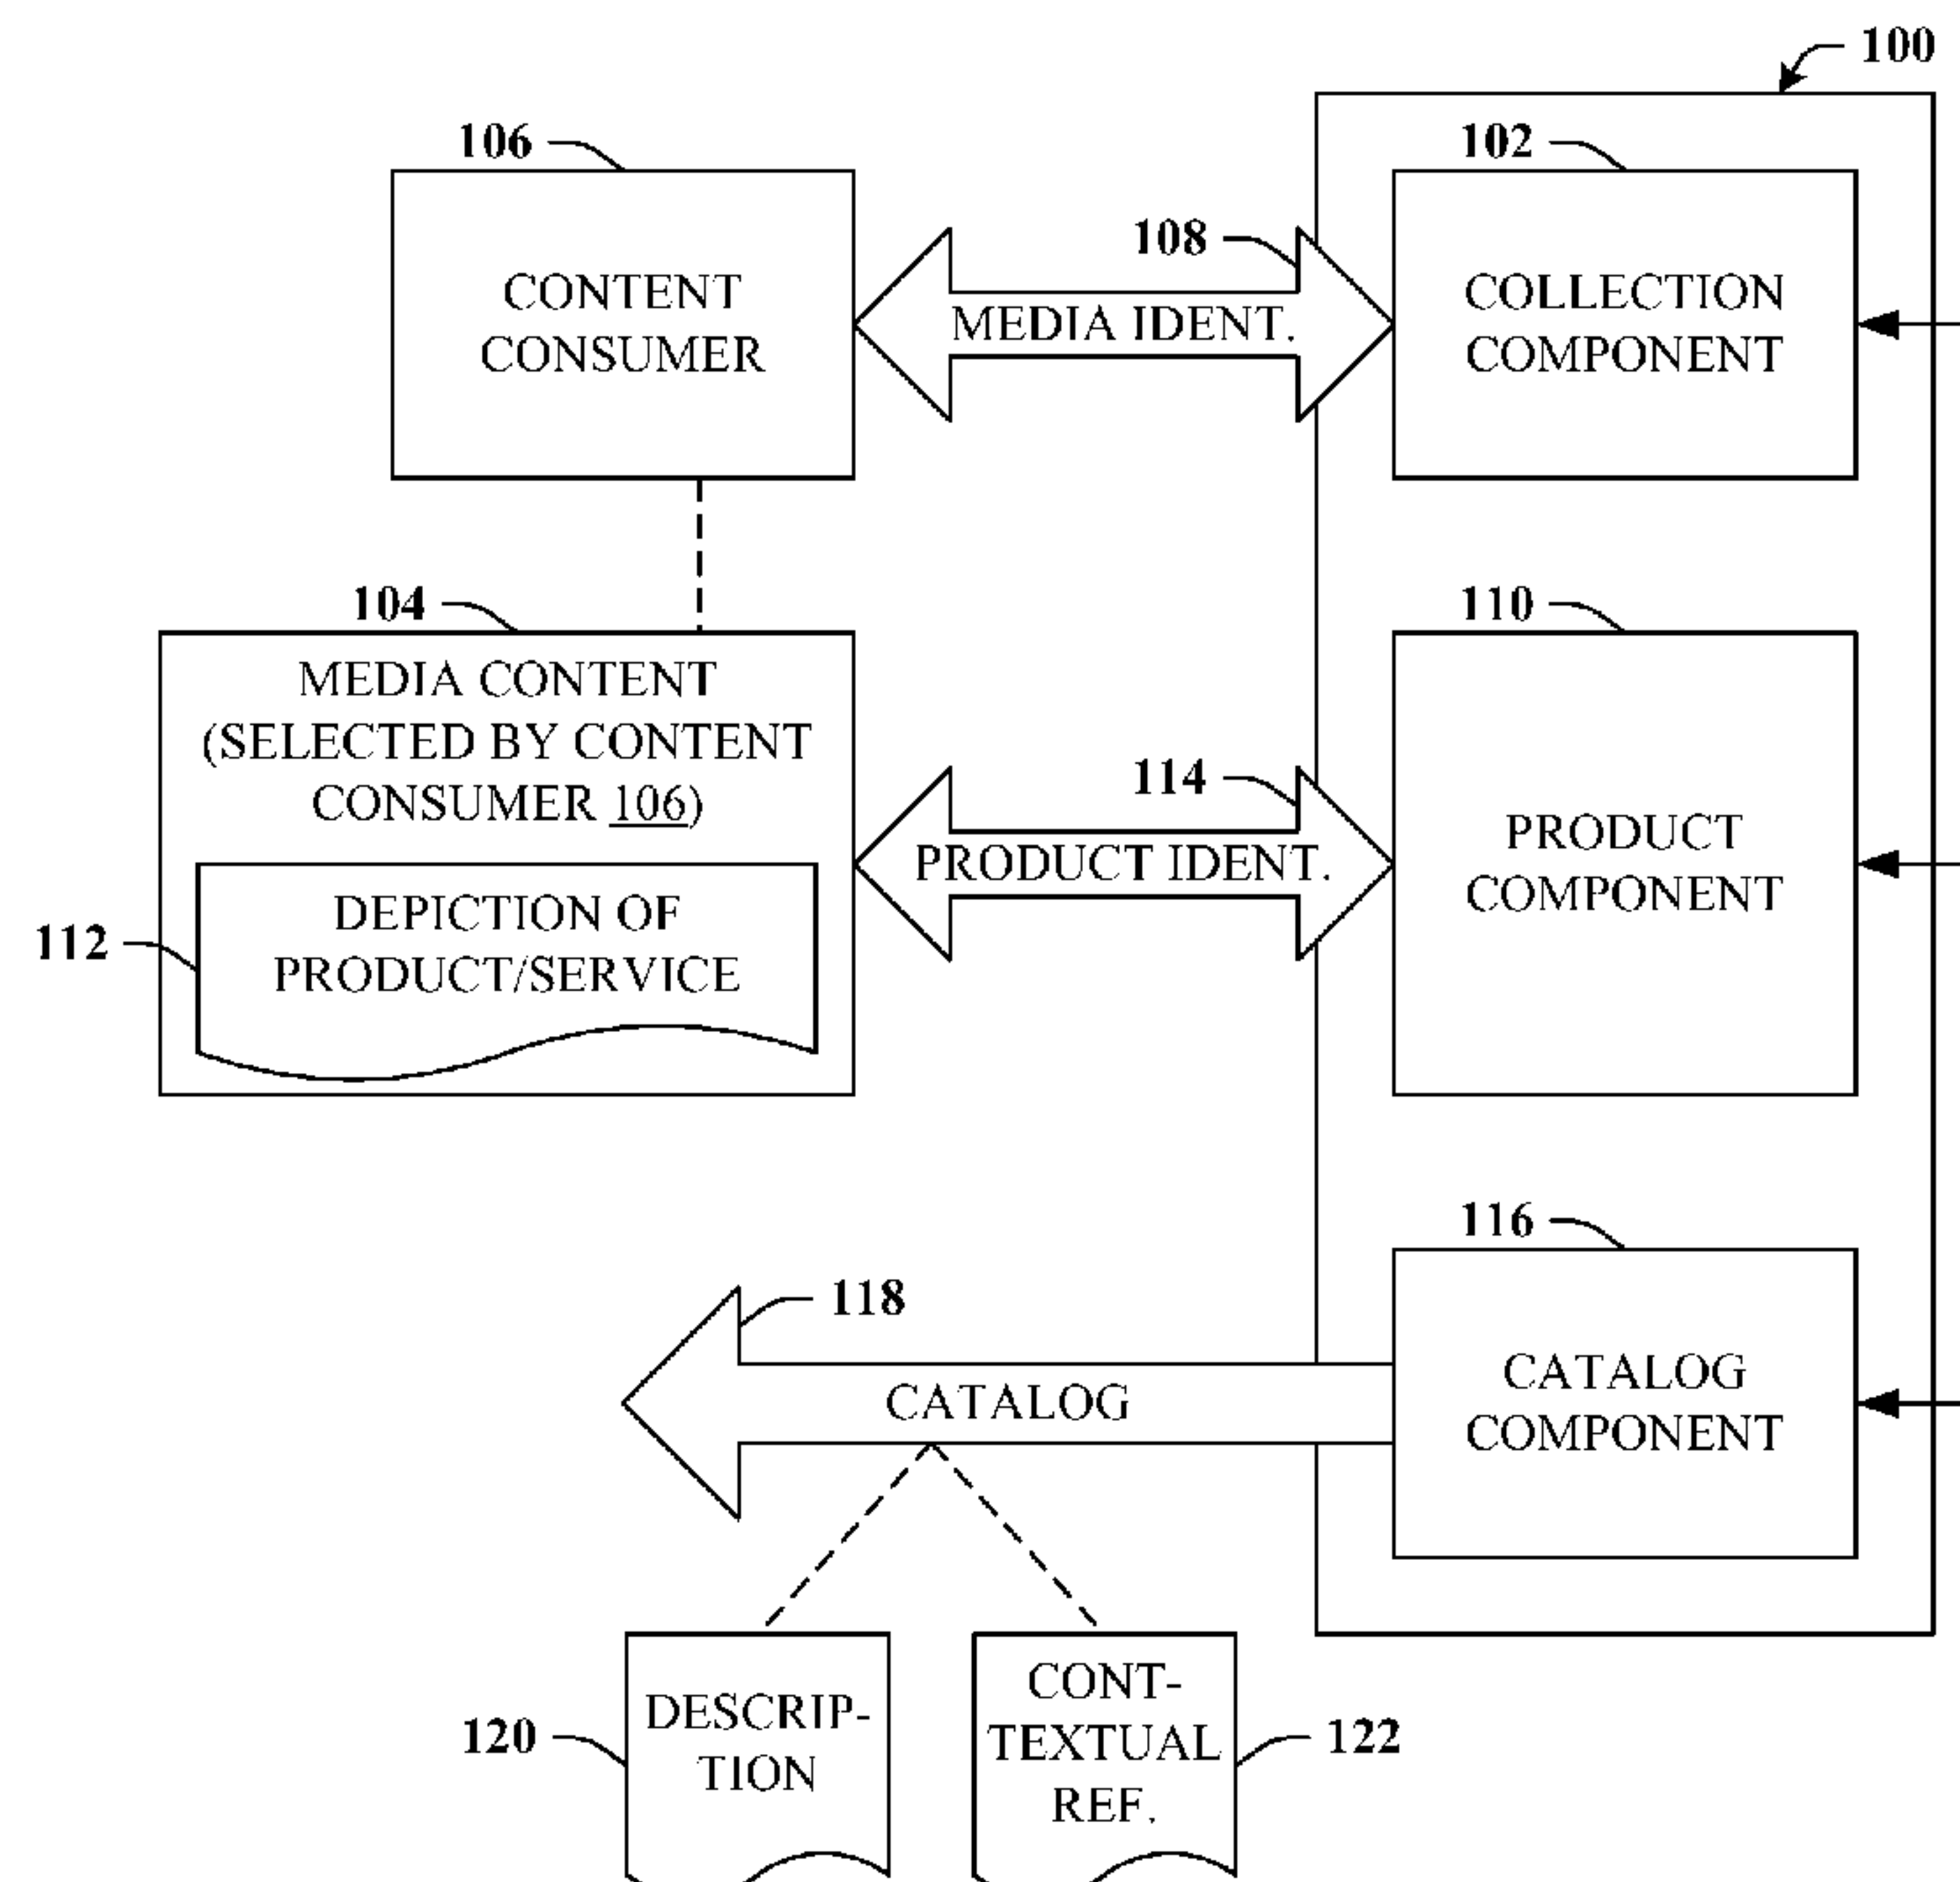 100
106
102
108
CONTENT
CONSUMER
MEDIA IDENT.
COLLECTION
COMPONENT
104
110
MEDIA CONTENT
(SELECTED BY CONTENT
CONSUMER 106)
114
PRODUCT IDENT.
PRODUCT
COMPONENT
112
DEPICTION OF
PRODUCT/SERVICE
116
118
CATALOG
CATALOG
COMPONENT
120
DESCRIP-
TION
CONT-
TEXTUAL
REF.
122